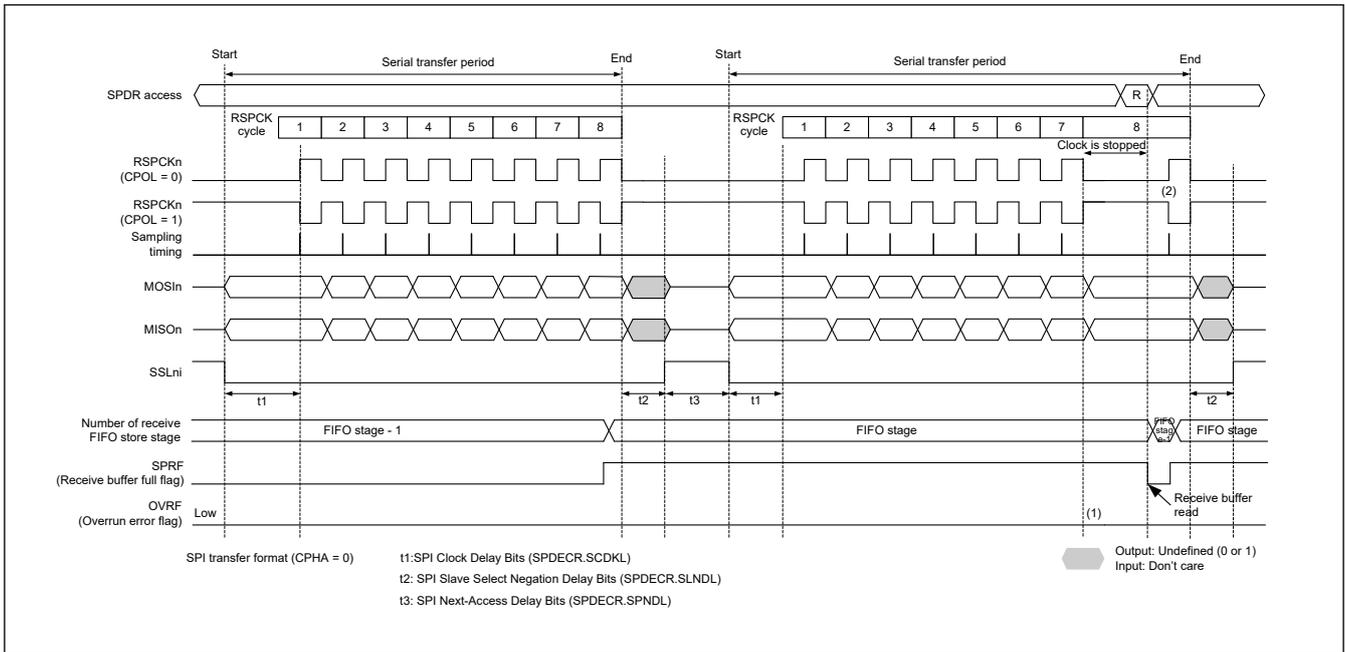 Start
End
Start
End
Serial transfer period
Serial transfer period
SPDR access
R
RSPCK
cycle
1 2 3 4 5 6 7 8
RSPCK
cycle
1 2 3 4 5 6 7 8
Clock is stopped
RSPCKn
(CPOL = 0)
(2)
RSPCKn
(CPOL = 1)
Sampling
timing
MOSIn
MISOn
SSLni
t1
t2
t3
t1
t2
Number of receive
FIFO store stage
FIFO stage - 1
FIFO stage
FIFO
stag
e-1
FIFO stage
SPRF
(Receive buffer full flag)
Receive buffer
read
OVRF
(Overrun error flag)
Low
(1)
SPI transfer format (CPHA = 0)
t1:SPI Clock Delay Bits (SPDECR.SCDKL)
t2: SPI Slave Select Negation Delay Bits (SPDECR.SLNDL)
t3: SPI Next-Access Delay Bits (SPDECR.SPNDL)
Output: Undefined (0 or 1)
Input: Don't care